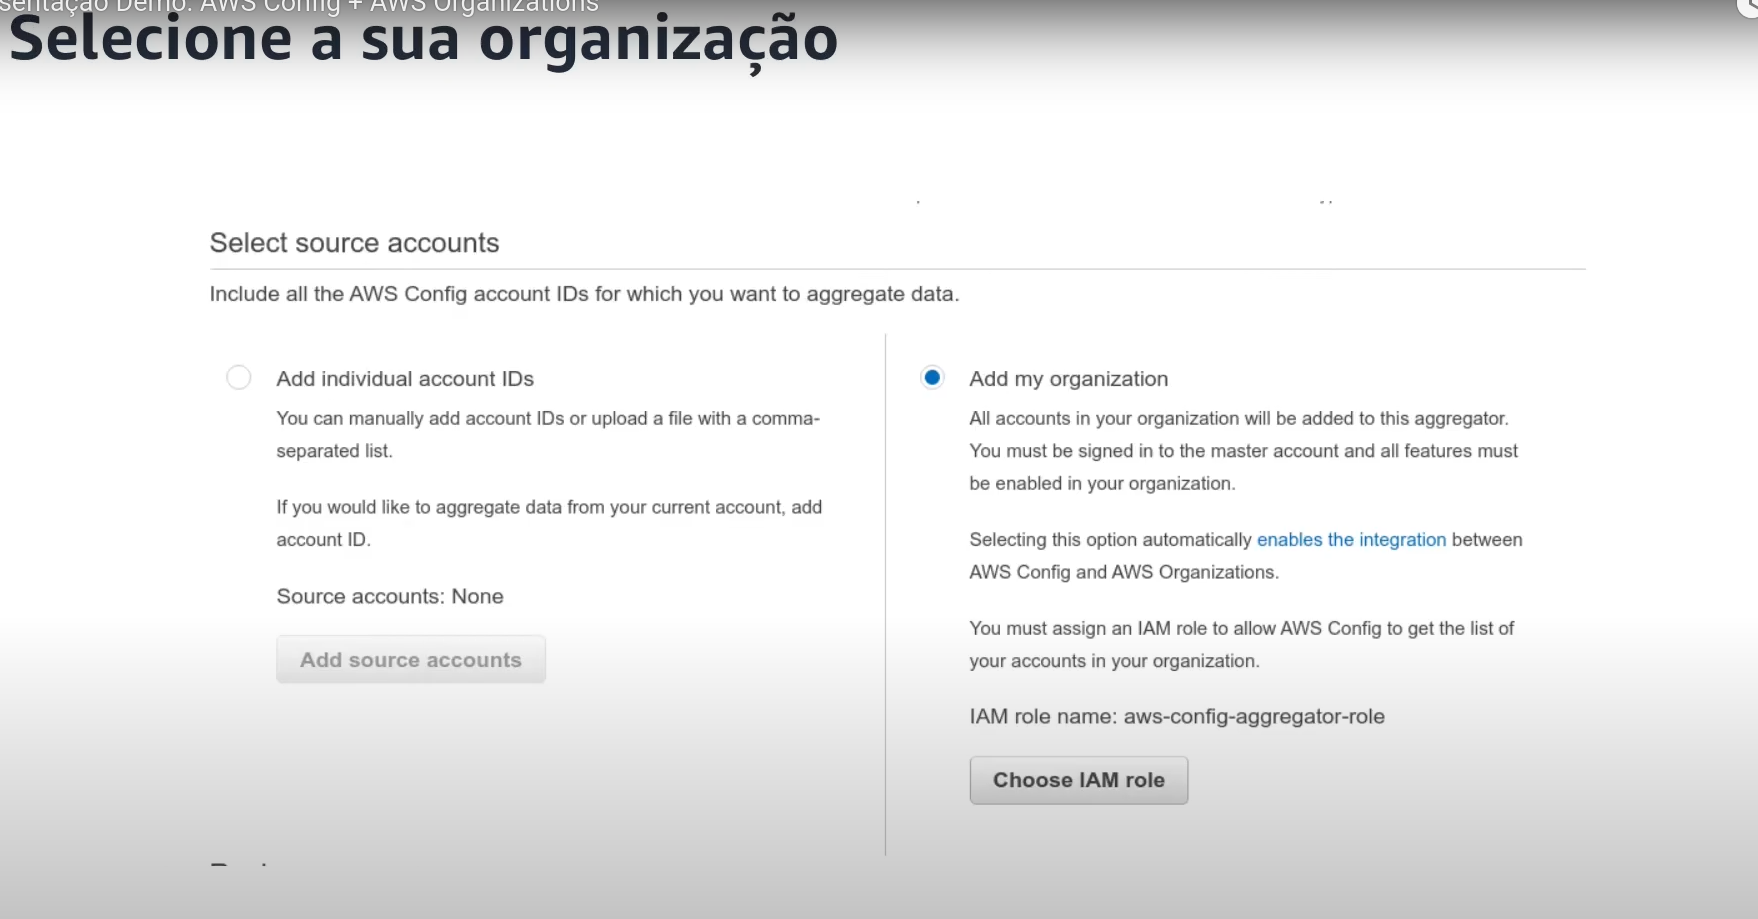 Demo: AWS Config + AWS Organizations
Selecione a sua organização
Select source accounts
Include all the AWS Config account IDs for which you want to aggregate data.
Add individual account IDs
You can manually add account IDs or upload a file with a comma-
separated list.
If you would like to aggregate data from your current account, add
account ID.
Source accounts: None
Add source accounts
Add my organization
All accounts in your organization will be added to this aggregator.
You must be signed in to the master account and all features must
be enabled in your organization.
Selecting this option automatically enables the integration between
AWS Config and AWS Organizations.
You must assign an IAM role to allow AWS Config to get the list of
your accounts in your organization.
IAM role name: aws-config-aggregator-role
Choose IAM role